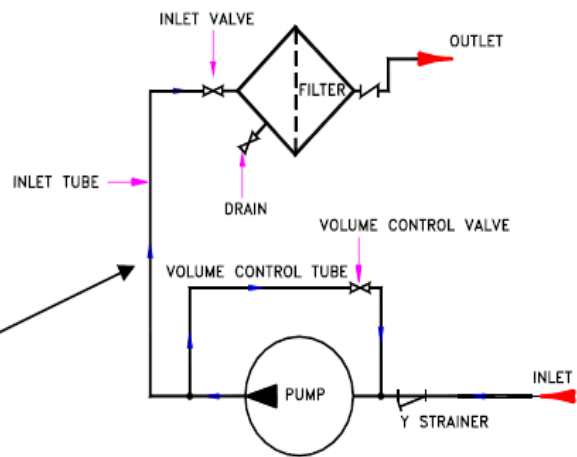 INLET VALVE
OUTLET
FILTER
INLET TUBE
DRAIN
VOLUME CONTROL VALVE
VOLUME CONTROL TUBE
PUMP
INLET
Y STRAINER